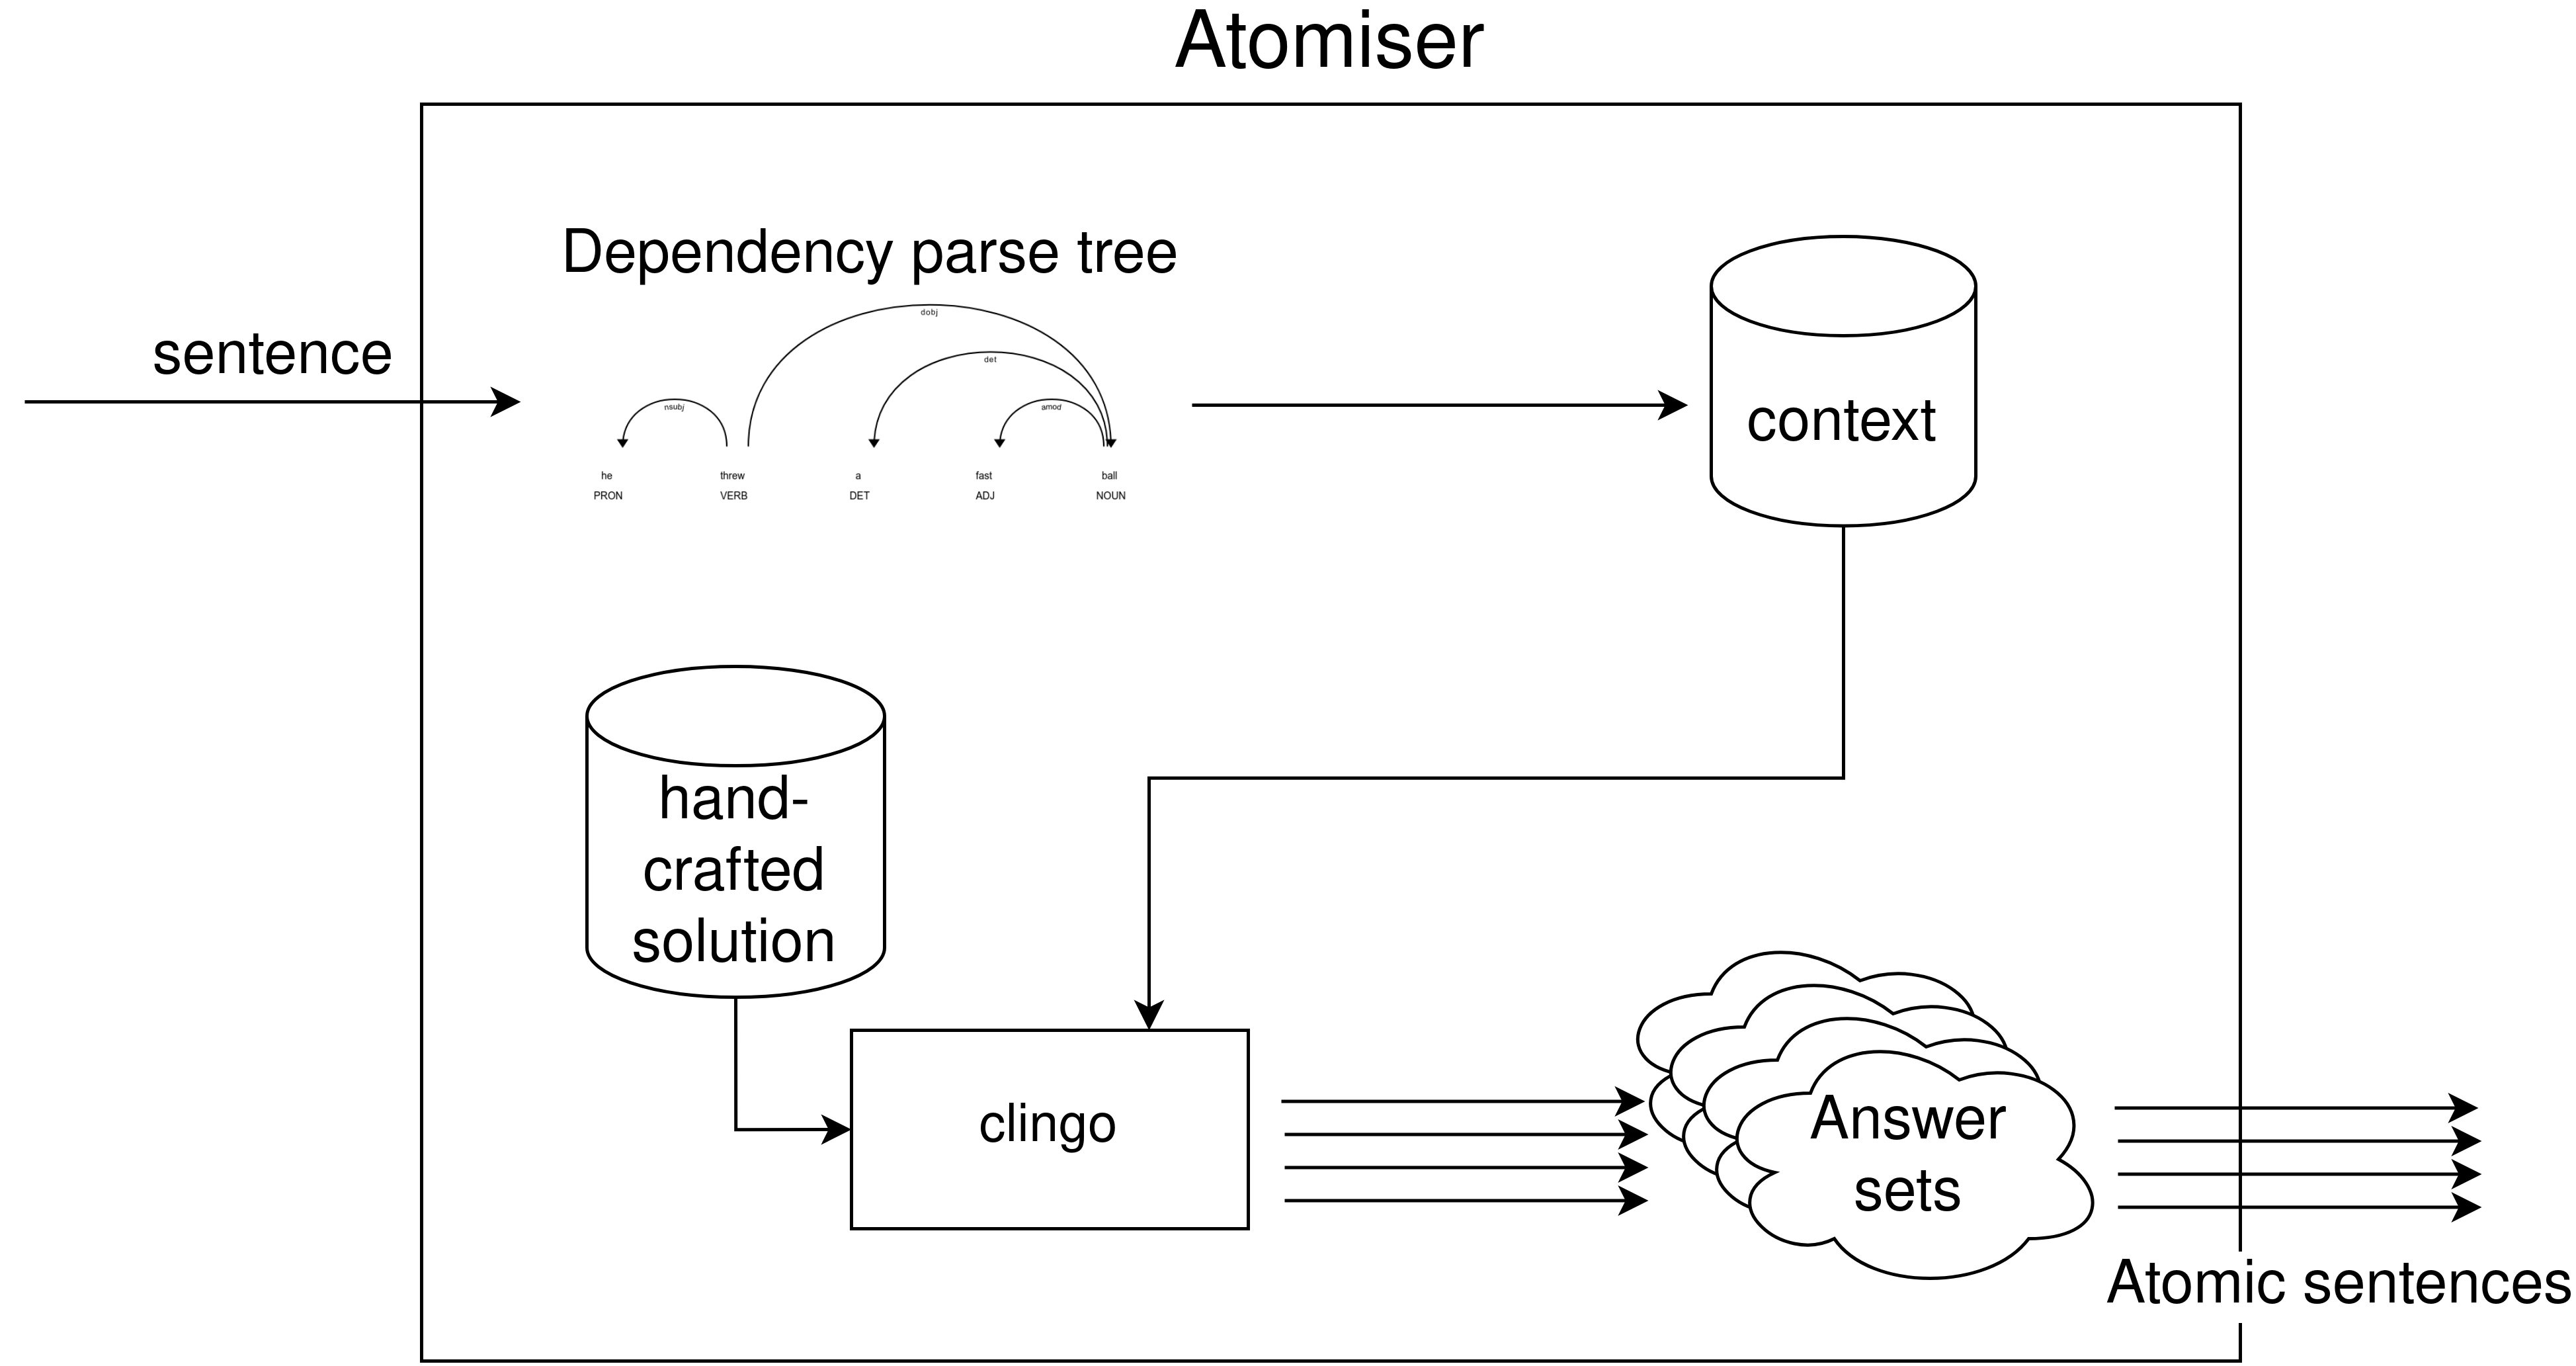 Atomiser
Dependency parse tree
sentence
dobj
det
nsubj
amod
he threw a fast ball
PRON VERB DET ADJ NOUN
context
hand-
crafted
solution
clingo
Answer
sets
Atomic sentences